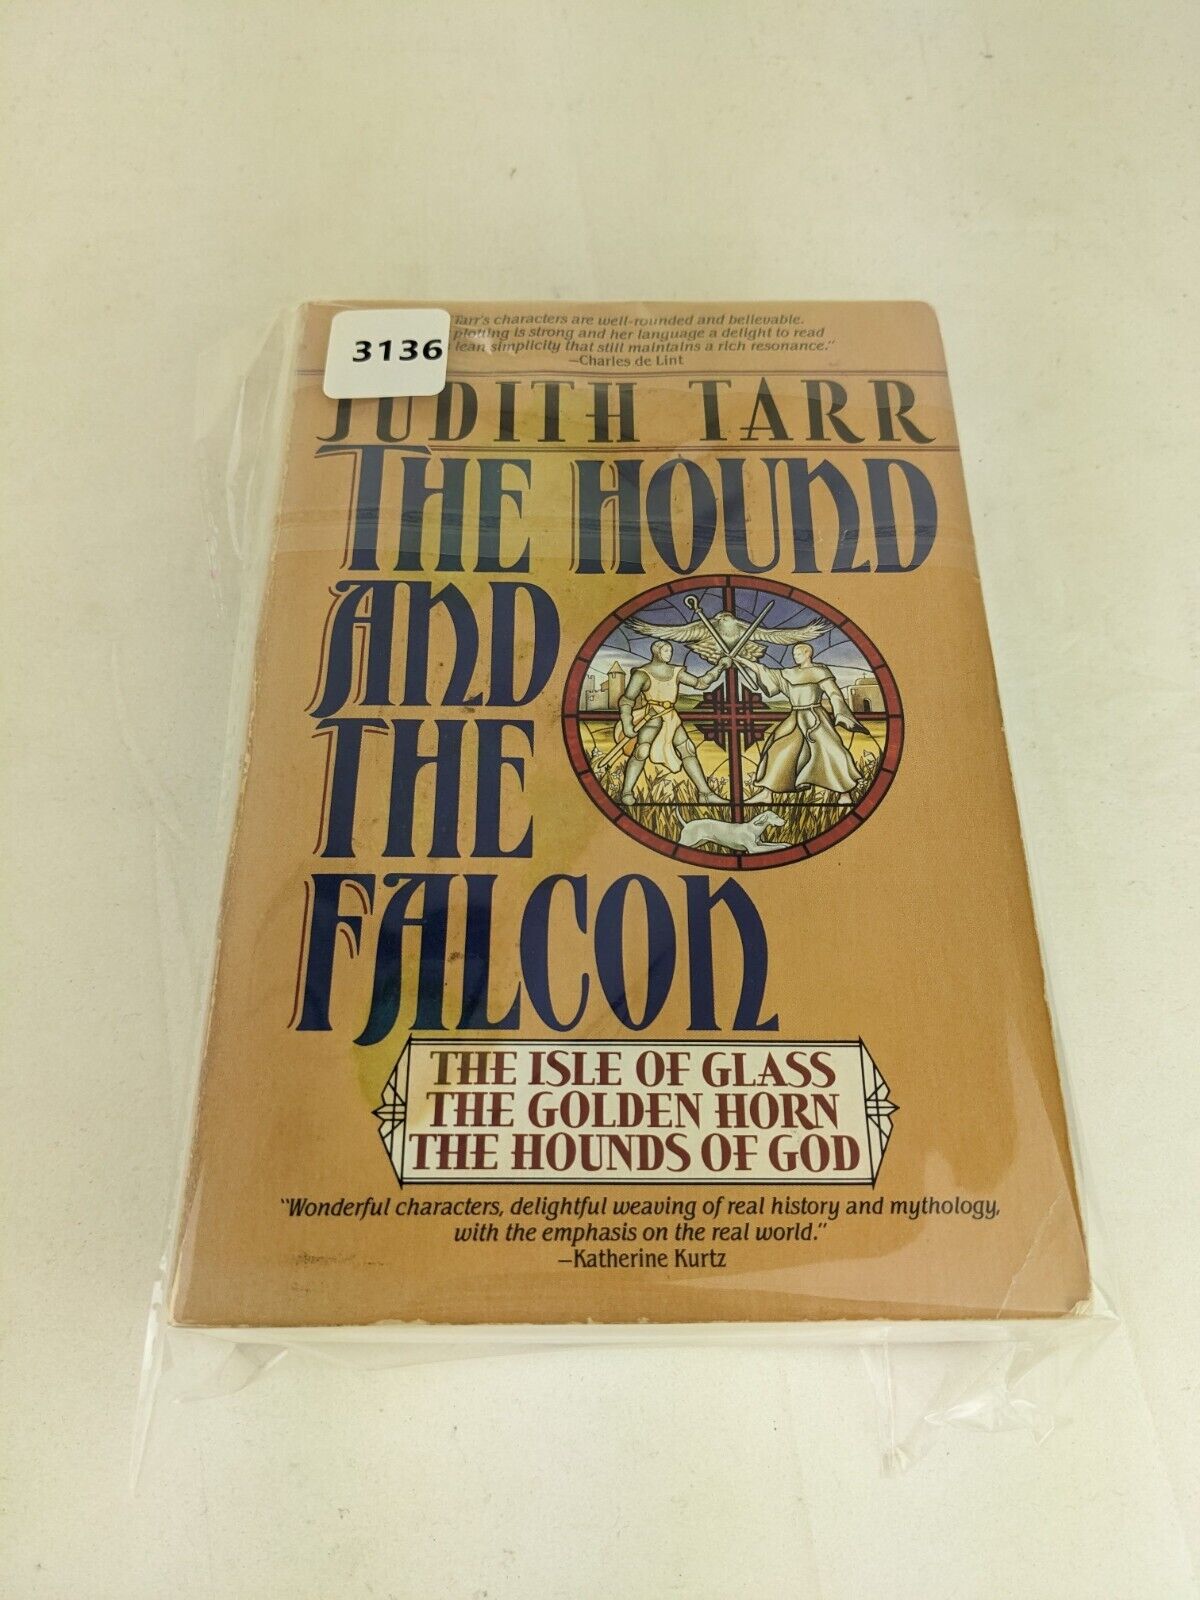 Tarr's characters are well-rounded and believable.
plotting is strong and her language a delight to read
lean simplicity that still maintains a rich resonance."
—Charles de Lint
3136
JUDITH TARR
THE HOUND
AND
THE
FALCON
THE ISLE OF GLASS
THE GOLDEN HORN
THE HOUNDS OF GOD
"Wonderful characters, delightful weaving of real history and mythology,
with the emphasis on the real world."
—Katherine Kurtz